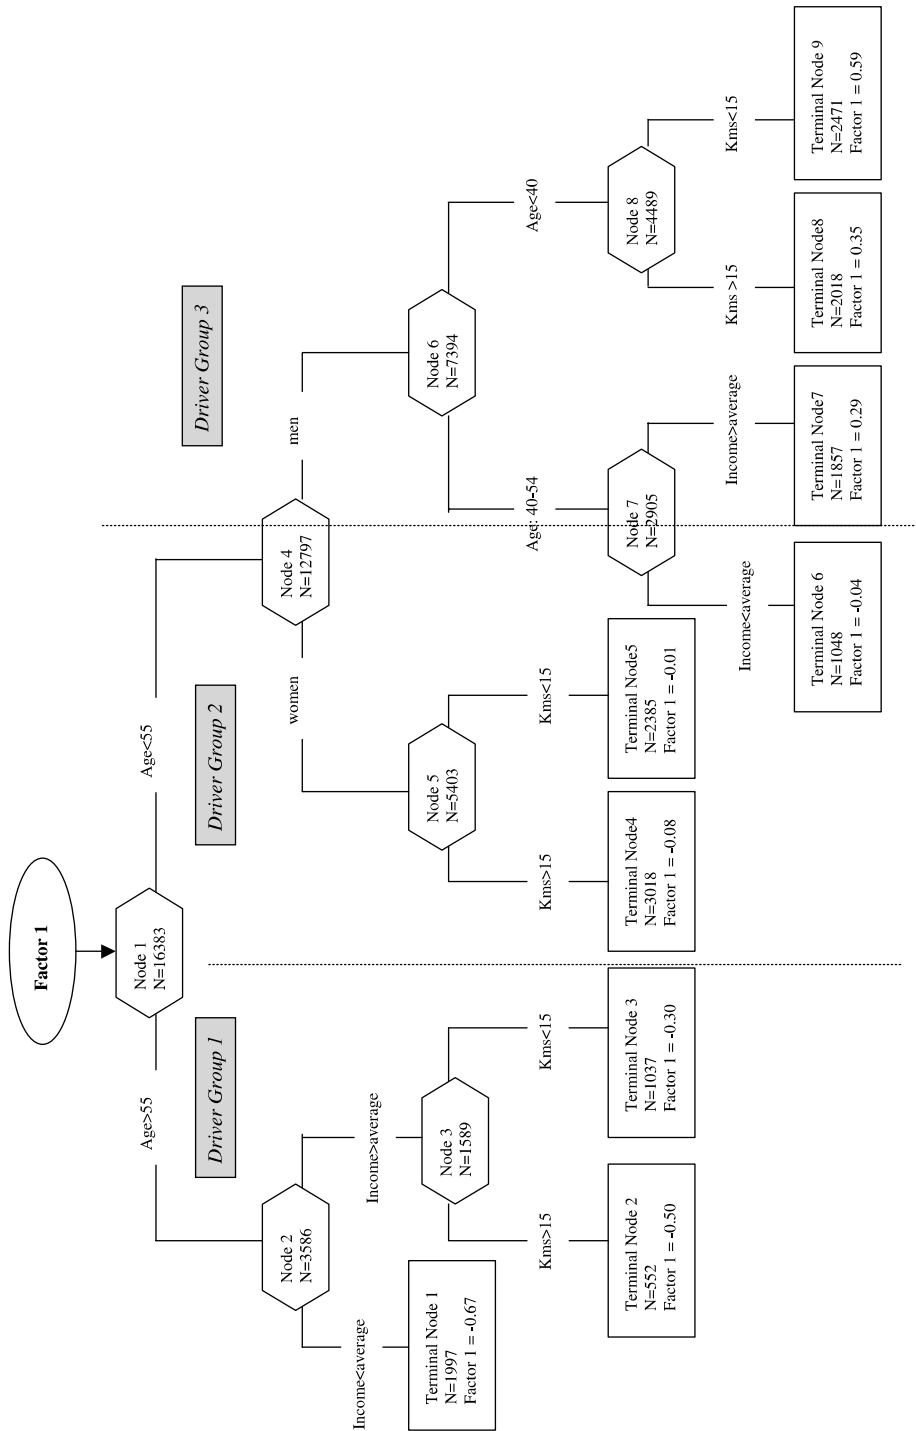 Factor 1
Node 1
N=16383
Age>55
Age<55
Driver Group 1
Driver Group 2
Driver Group 3
Node 2
N=3586
Node 4
N=12797
Income<average
Income>average
women
men
Terminal Node 1
N=1997
Factor 1 = -0.67
Node 3
N=1589
Node 5
N=5403
Node 6
N=7394
Kms>15
Kms<15
Kms>15
Kms<15
Age: 40-54
Age<40
Terminal Node 2
N=552
Factor 1 = -0.50
Terminal Node 3
N=1037
Factor 1 = -0.30
Terminal Node4
N=3018
Factor 1 = -0.08
Terminal Node5
N=2385
Factor 1 = -0.01
Node 7
N=2905
Node 8
N=4489
Income<average
Income>average
Kms >15
Kms<15
Terminal Node 6
N=1048
Factor 1 = -0.04
Terminal Node7
N=1857
Factor 1 = 0.29
Terminal Node8
N=2018
Factor 1 = 0.35
Terminal Node 9
N=2471
Factor 1 = 0.59